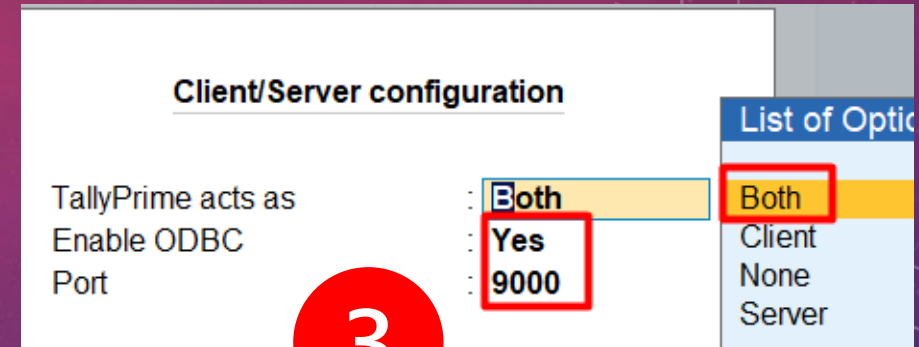 Client/Server configuration
List of Optic
TallyPrime acts as : Both
Enable ODBC : Yes
Port : 9000
Both
Client
None
Server
3